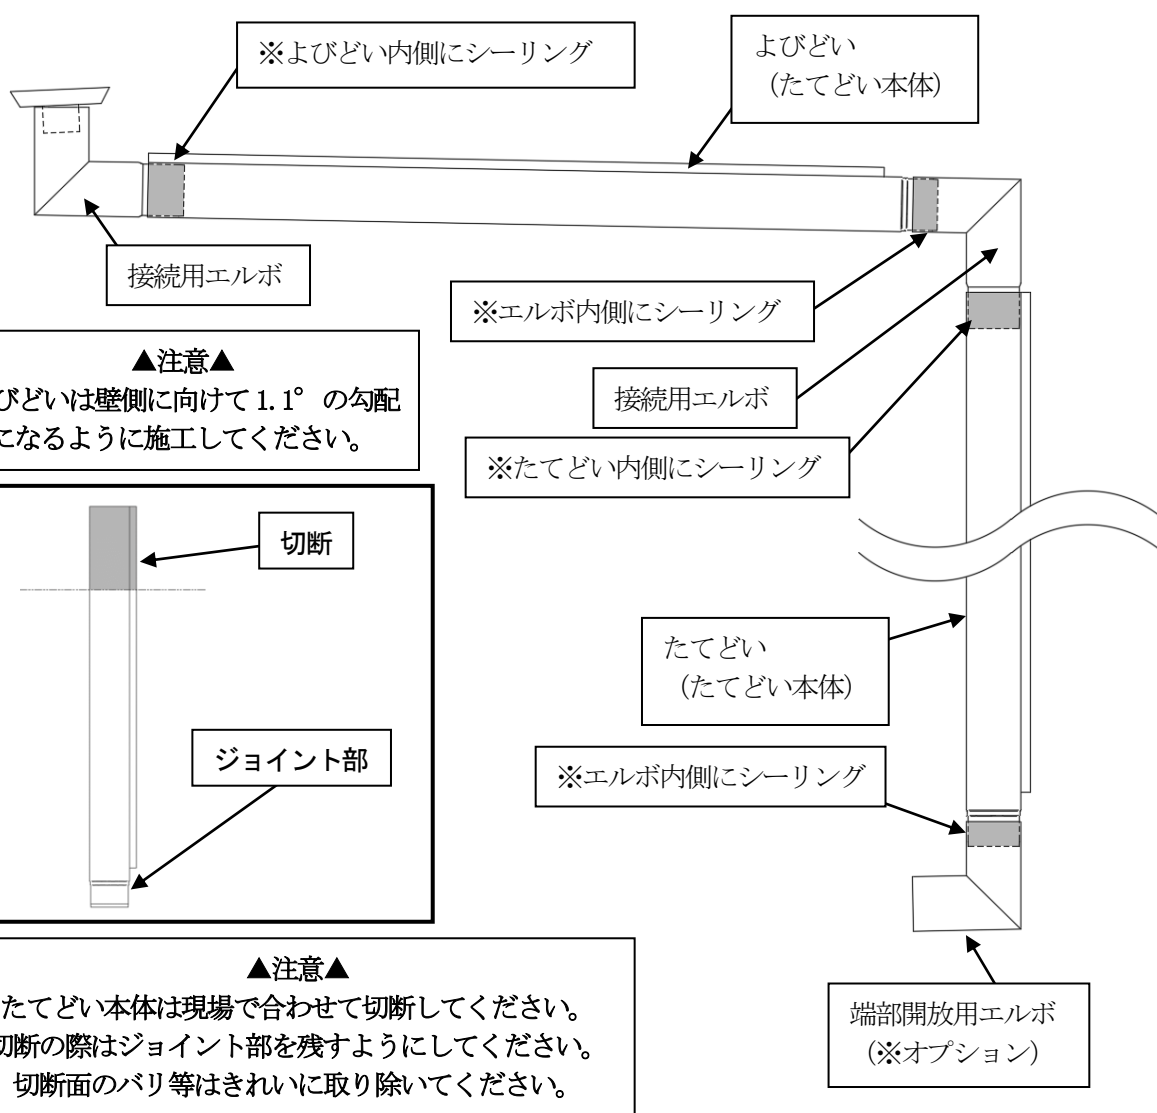 ※よびどい内側にシーリング
よびどい
（たてどい本体）
接続用エルボ
※エルボ内側にシーリング
▲注意▲
びどいは壁側に向けて1.1°の勾配
になるように施工してください。
接続用エルボ
※たてどい内側にシーリング
切断
たてどい
（たてどい本体）
ジョイント部
※エルボ内側にシーリング
▲注意▲
たてどい本体は現場で合わせて切断してください。
切断の際はジョイント部を残すようにしてください。
切断面のバリ等はきれいに取り除いてください。
端部開放用エルボ
（※オプション）